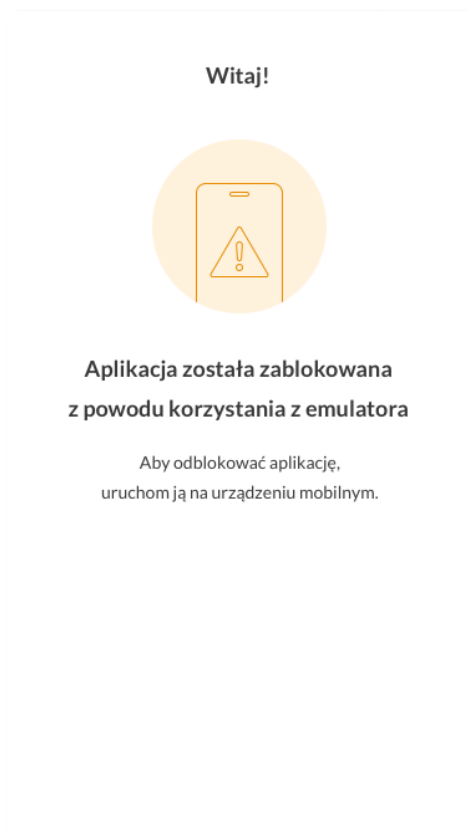 Witaj!
Aplikacja została zablokowana
z powodu korzystania z emulatora
Aby odblokować aplikację,
uruchom ją na urządzeniu mobilnym.